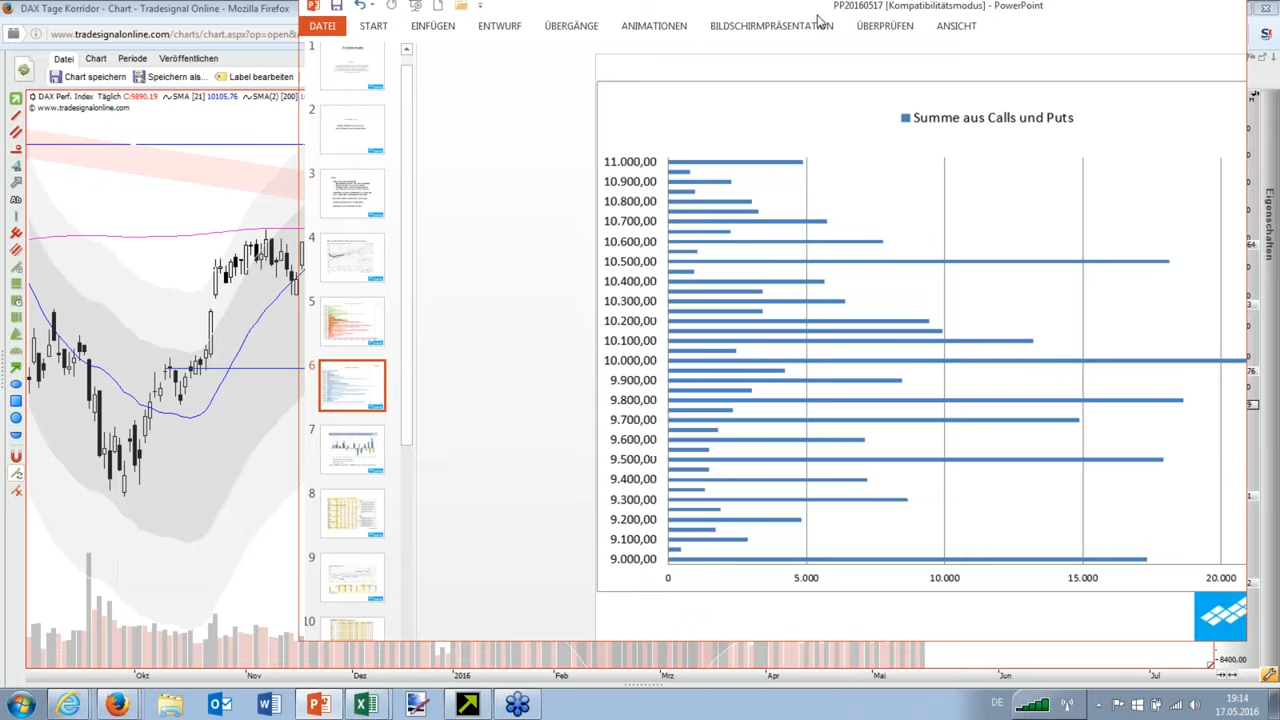 DAX Tage Korridor - Chart - Tradesignal Online - Mozilla Firefox
PP20160517 [Kompatibilitätsmodus] - PowerPoint
DATEI START EINFÜGEN ENTWURF ÜBERGÄNGE ANIMATIONEN BILDSCHIRMPRÄSENTATION ÜBERPRÜFEN ANSICHT
www.tradesignalonline.com/charts/chart.aspx?op=open&
Datei Chart Periode Veröffentlichen
Speichern als... Label bearbeiten
DAX Perf. Index Täglich C:9890,19 SMA [21] 10105,76 SMA(2) [200]
© www.tradesignalonline.com
1
2
3
4
5
6
7
8
9
10
Summe aus Calls und Puts
11.000,00
10.900,00
10.800,00
10.700,00
10.600,00
10.500,00
10.400,00
10.300,00
200,00
10.100,00
10.000,00
9.900,00
9.800,00
9.700,00
9.600,00
9.500,00
9.400,00
9.300,00
9.200,00
9.100,00
9.000,00
0 5.000 10.000 15.000 20.000
Eigenschaften
8400,00
Okt Nov Dez 2016 Feb Mrz Apr Mai Jun Jul
DE
19:14
17.05.2016